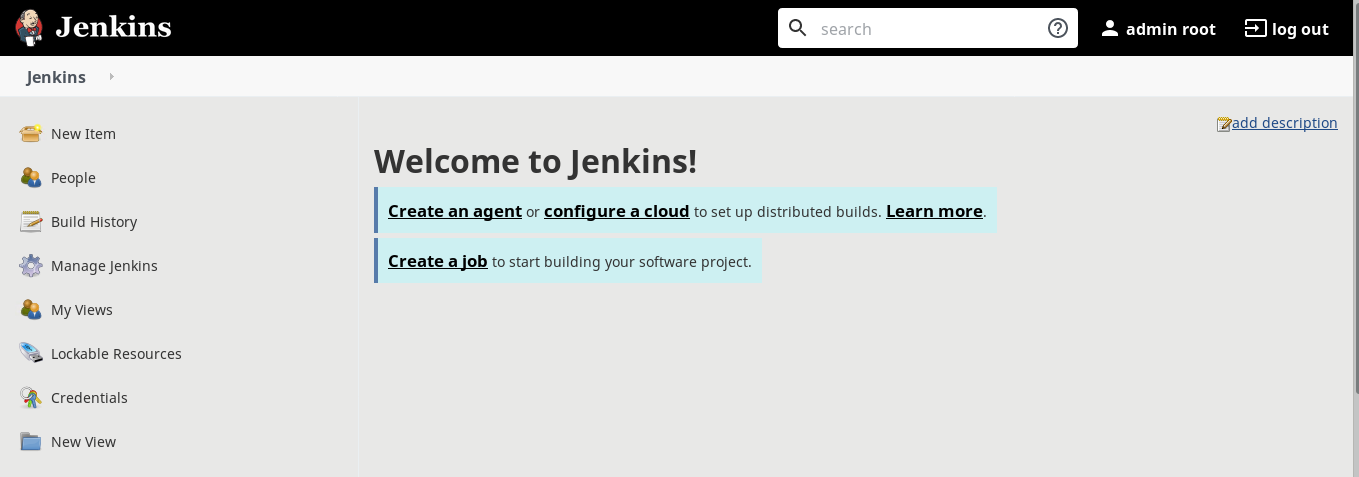 Jenkins
search
admin root
log out
Jenkins
New Item
People
Build History
Manage Jenkins
My Views
Lockable Resources
Credentials
New View
add description
Welcome to Jenkins!
Create an agent or configure a cloud to set up distributed builds. Learn more.
Create a job to start building your software project.